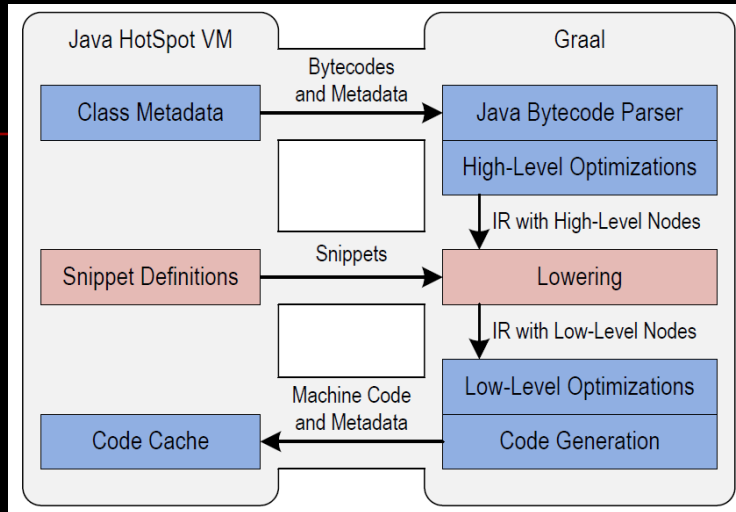 Java HotSpot VM
Graal
Bytecodes
and Metadata
Class Metadata
Java Bytecode Parser
High-Level Optimizations
IR with High-Level Nodes
Snippets
Snippet Definitions
Lowering
IR with Low-Level Nodes
Low-Level Optimizations
Machine Code
and Metadata
Code Cache
Code Generation